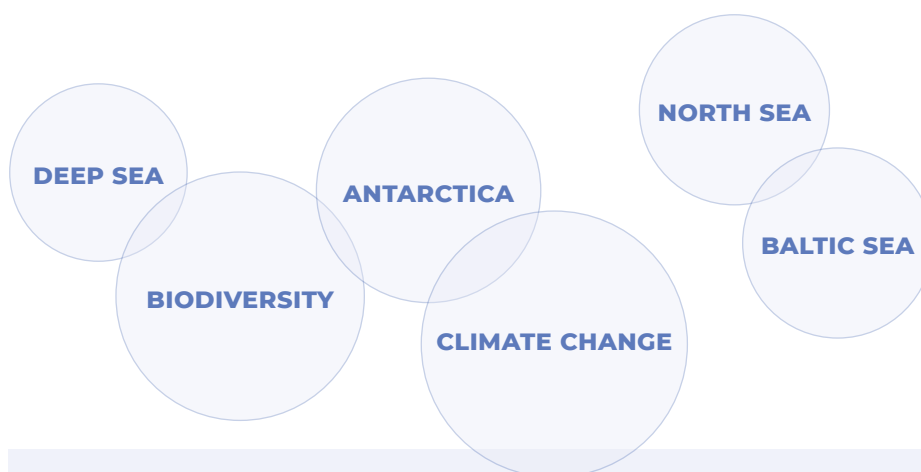 NORTH SEA
DEEP SEA
ANTARCTICA
BALTIC SEA
BIODIVERSITY
CLIMATE CHANGE